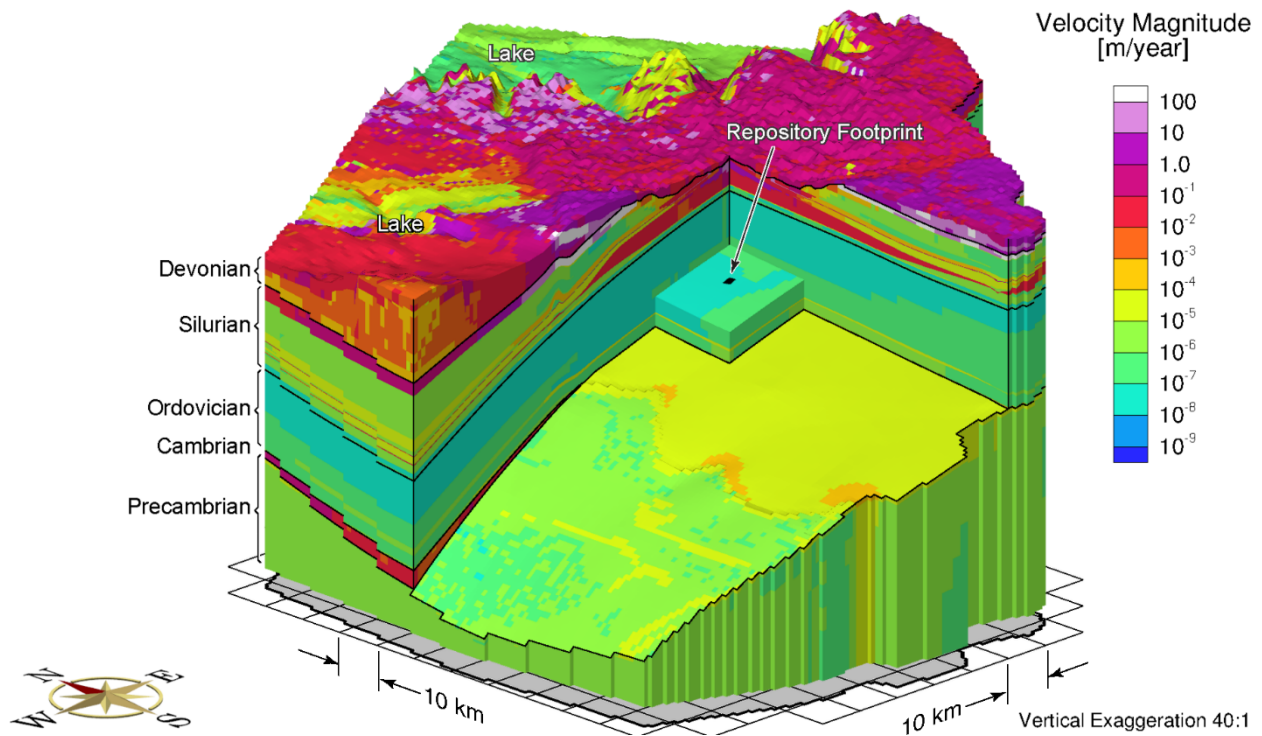 Velocity Magnitude
[m/year]
100
10
1.0
10⁻¹
10⁻²
10⁻³
10⁻⁴
10⁻⁵
10⁻⁶
10⁻⁷
10⁻⁸
10⁻⁹
Lake
Repository Footprint
Lake
Devonian
Silurian
Ordovician
Cambrian
Precambrian
N
E
W
S
10 km
10 km
Vertical Exaggeration 40:1